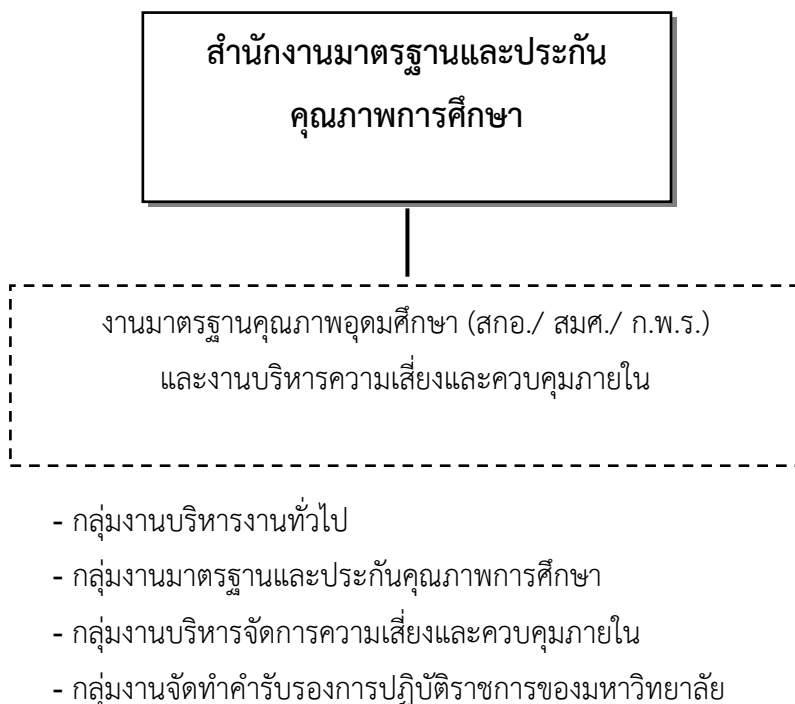 สำนักงานมาตรฐานและประกัน
คุณภาพการศึกษา
งานมาตรฐานคุณภาพอุดมศึกษา (สกอ./ สมศ./ ก.พ.ร.)
และงานบริหารความเสี่ยงและควบคุมภายใน
- กลุ่มงานบริหารงานทั่วไป
- กลุ่มงานมาตรฐานและประกันคุณภาพการศึกษา
- กลุ่มงานบริหารจัดการความเสี่ยงและควบคุมภายใน
- กลุ่มงานจัดทำคำรับรองการปฏิบัติราชการของมหาวิทยาลัย